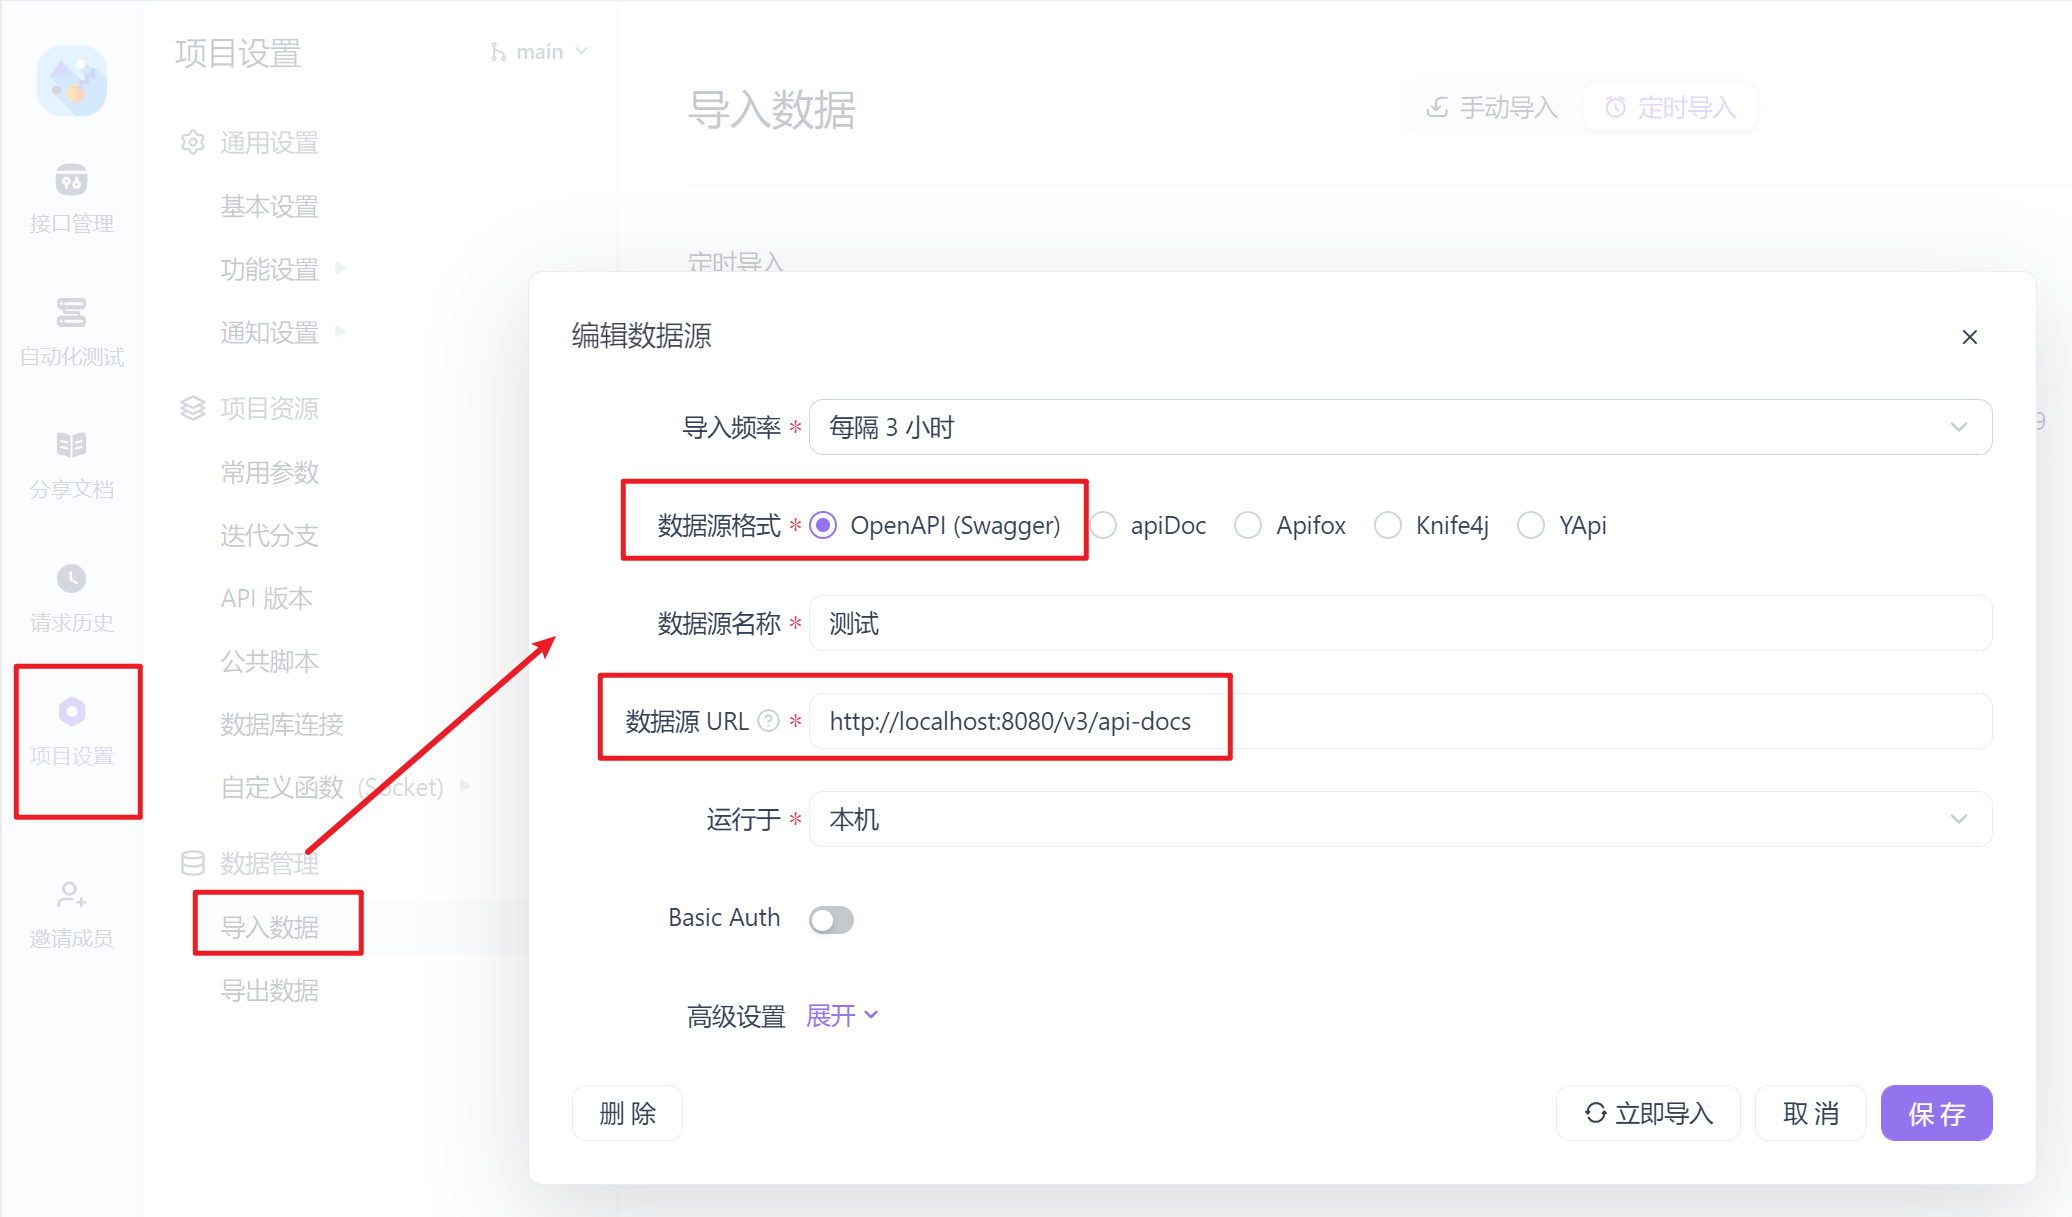 项目设置
main
导入数据
手动导入
定时导入
接口管理
自动化测试
分享文档
请求历史
项目设置
邀请成员
通用设置
基本设置
功能设置
通知设置
项目资源
常用参数
迭代分支
API 版本
公共脚本
数据库连接
自定义函数 (Socket)
数据管理
导入数据
导出数据
定时导入
9
编辑数据源
导入频率 * 每隔 3 小时
数据源格式 * OpenAPI (Swagger) apiDoc Apifox Knife4j YApi
数据源名称 * 测试
数据源 URL ? * http://localhost:8080/v3/api-docs
运行于 * 本机
Basic Auth
高级设置 展开
删 除
立即导入
取 消
保 存